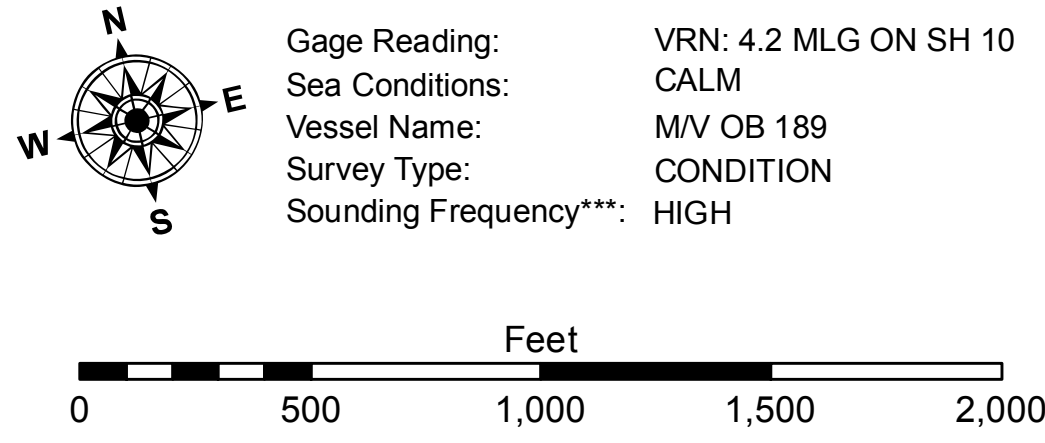 N
E
W
S
Gage Reading: VRN: 4.2 MLG ON SH 10
Sea Conditions: CALM
Vessel Name: M/V OB 189
Survey Type: CONDITION
Sounding Frequency***: HIGH
Feet
0 500 1,000 1,500 2,000